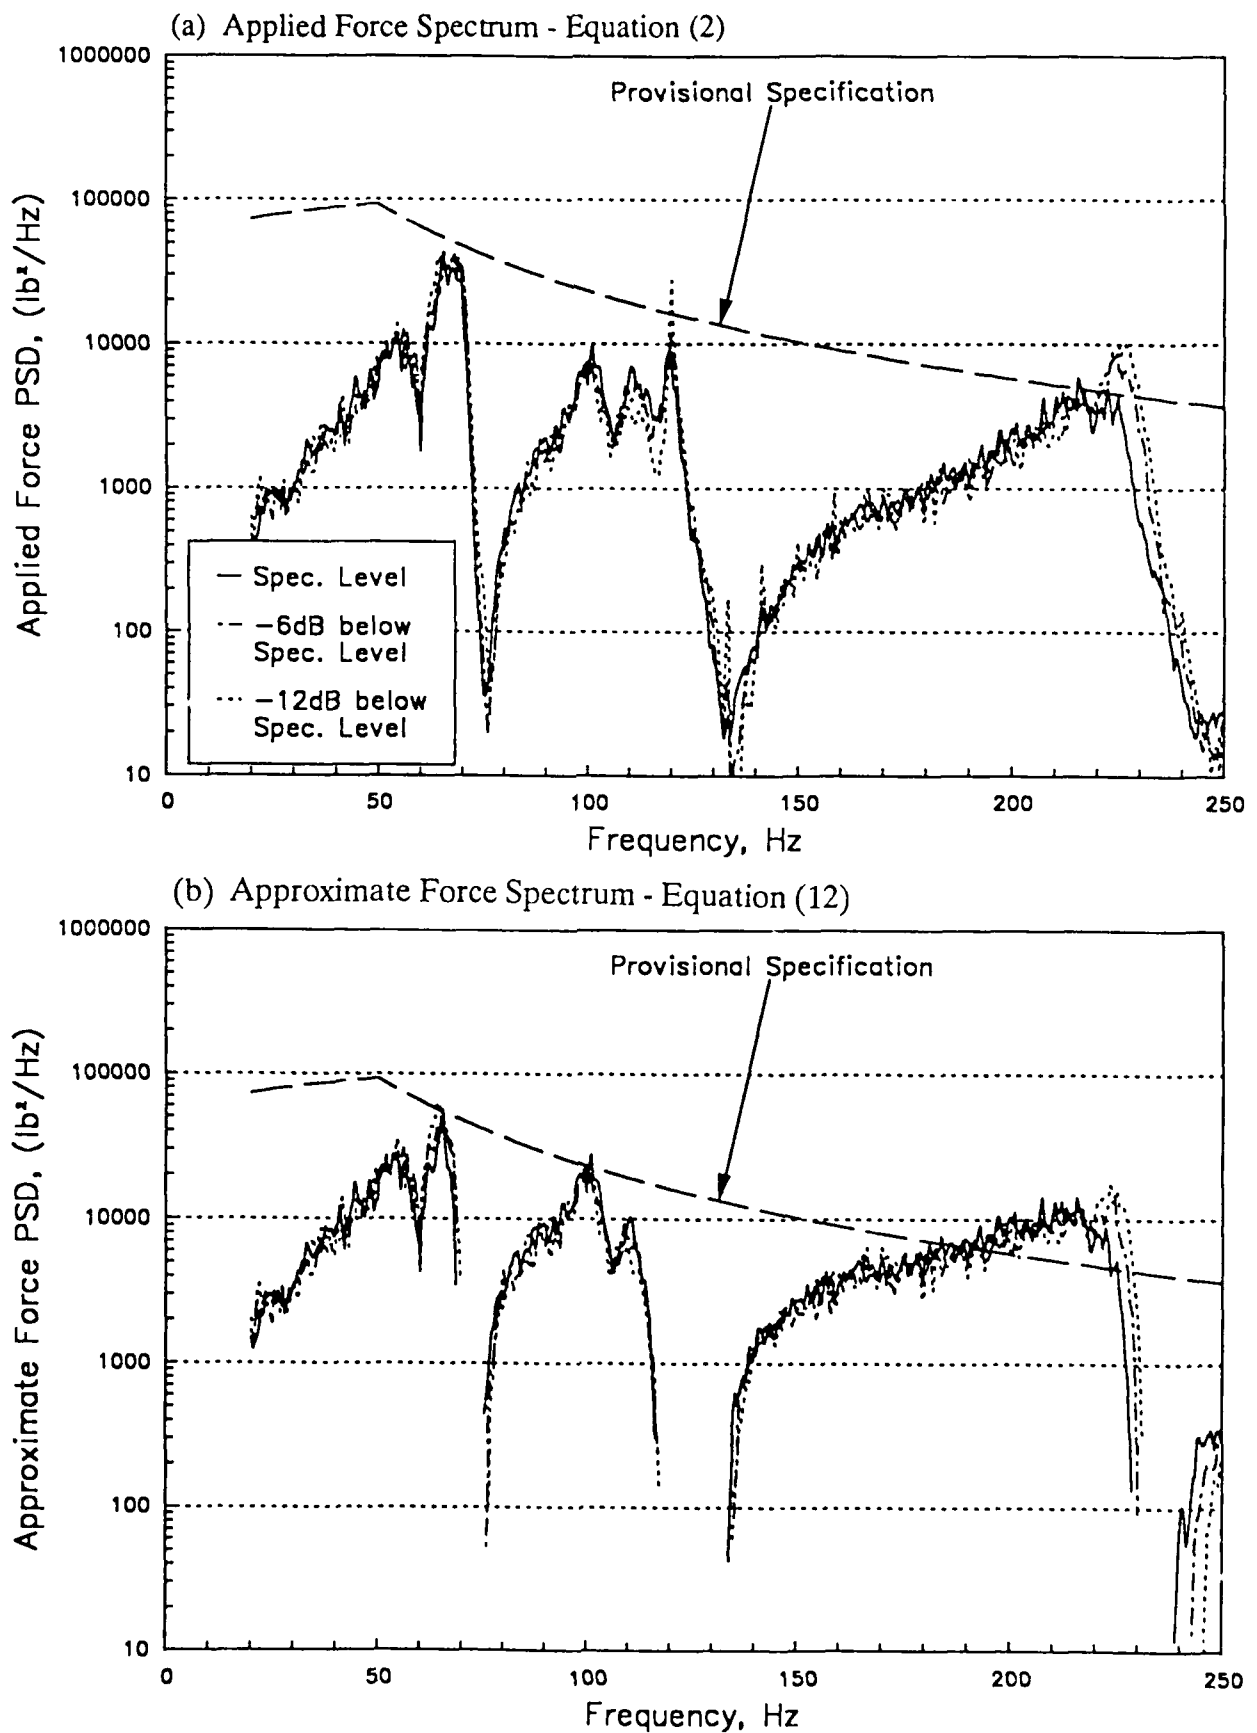 (a) Applied Force Spectrum - Equation (2)
1000000
100000
10000
1000
100
10
Applied Force PSD, (lb²/Hz)
Provisional Specification
— Spec. Level
-·- -6dB below
Spec. Level
···· -12dB below
Spec. Level
0 50 100 150 200 250
Frequency, Hz
(b) Approximate Force Spectrum - Equation (12)
1000000
100000
10000
1000
100
10
Approximate Force PSD, (lb²/Hz)
Provisional Specification
0 50 100 150 200 250
Frequency, Hz